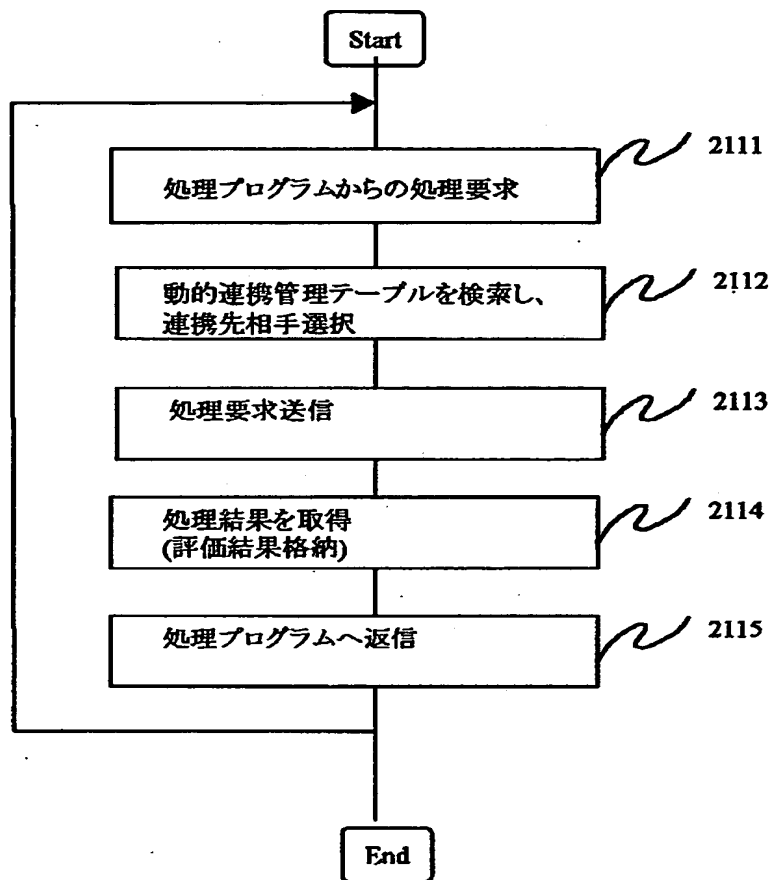 Start
処理プログラムからの処理要求
2111
動的連携管理テーブルを検索し、
連携先相手選択
2112
処理要求送信
2113
処理結果を取得
(評価結果格納)
2114
処理プログラムへ返信
2115
End